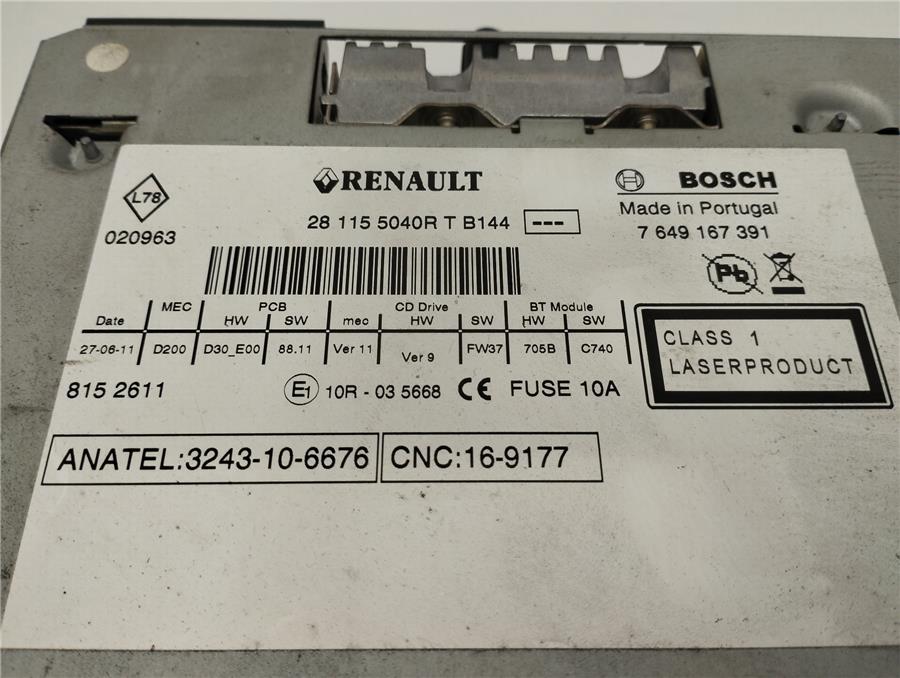 L78
020963
RENAULT
28 115 5040R T B144 ---
BOSCH
Made in Portugal
7 649 167 391
Pb
MEC PCB CD Drive BT Module
Date HW SW mec HW SW HW SW
27-06-11 D200 D30_E00 88.11 Ver 11 Ver 9 FW37 705B C740
CLASS 1
LASERPRODUCT
815 2611 E1 10R - 03 5668 CE FUSE 10A
ANATEL:3243-10-6676 CNC:16-9177